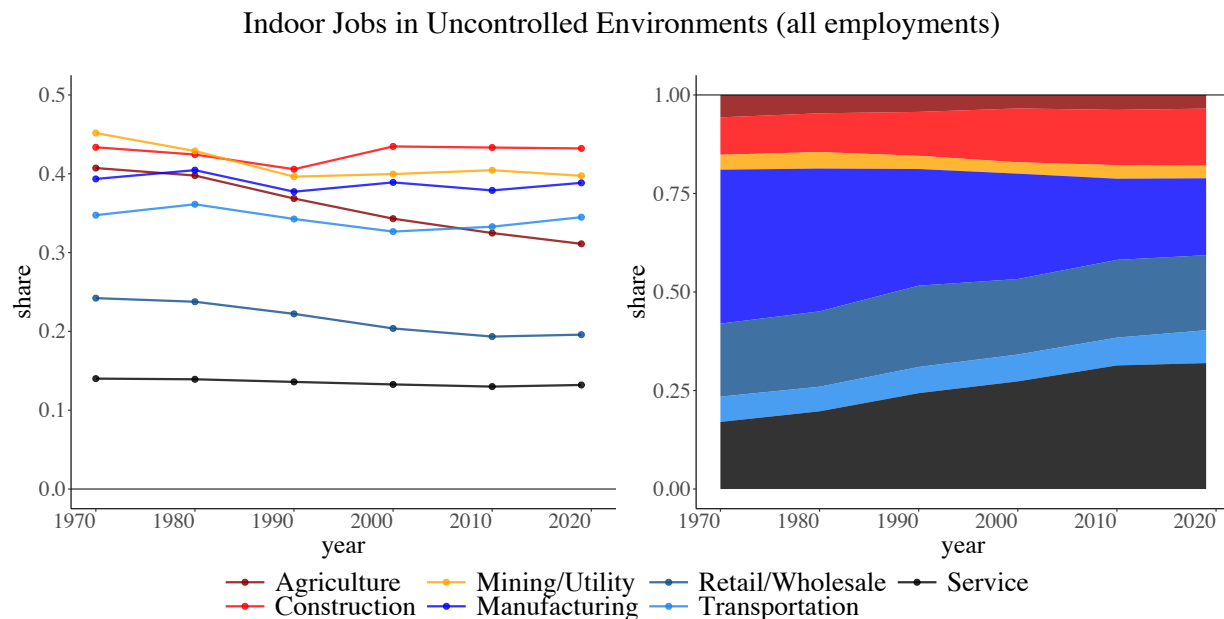 Indoor Jobs in Uncontrolled Environments (all employments)
0.5
0.4
0.3
0.2
0.1
0.0
share
1970 1980 1990 2000 2010 2020
year
1.00
0.75
0.50
0.25
0.00
share
1970 1980 1990 2000 2010 2020
year
Agriculture Mining/Utility Retail/Wholesale Service
Construction Manufacturing Transportation